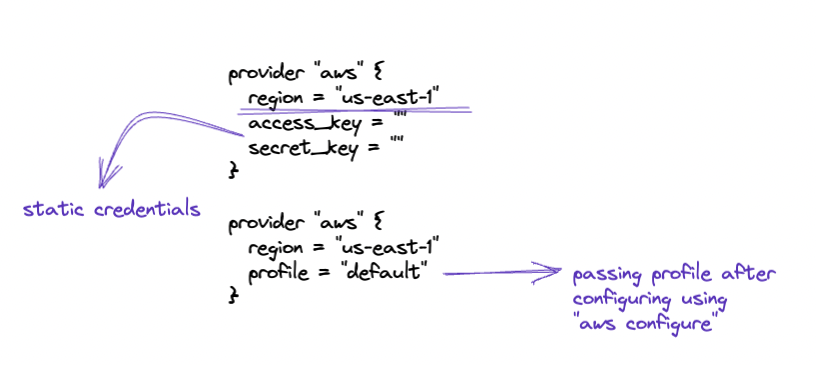 provider "aws" {
region = "us-east-1"
access_key = ""
secret_key = ""
}
static credentials
provider "aws" {
region = "us-east-1"
profile = "default"
}
passing profile after
configuring using
"aws configure"